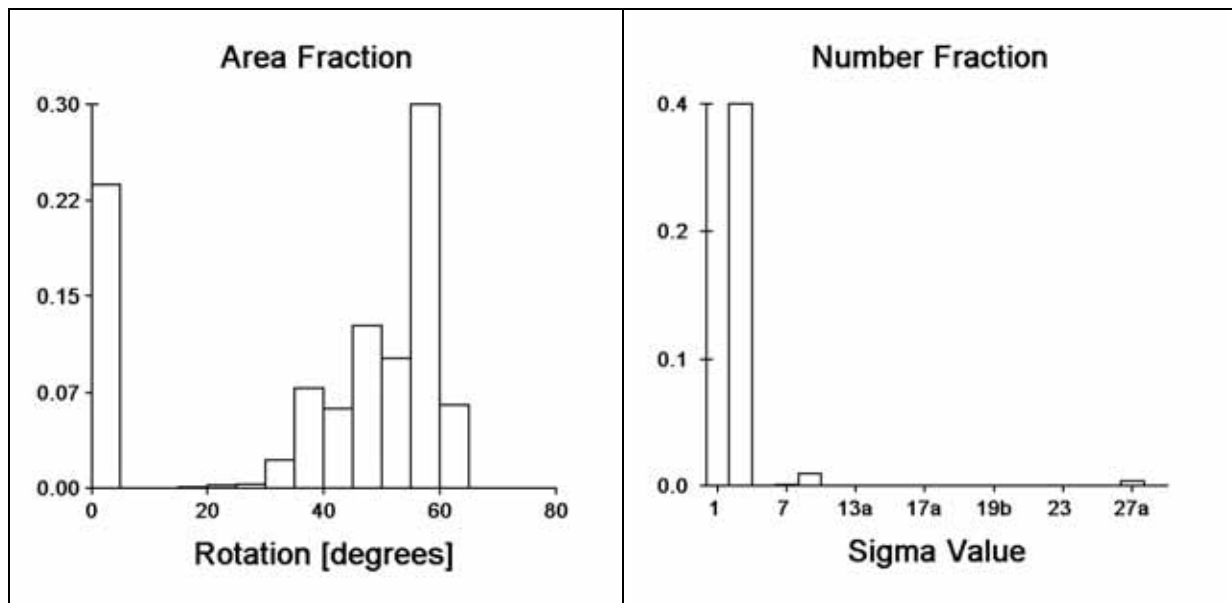 Area Fraction
0.30
0.22
0.15
0.07
0.00
0 20 40 60 80
Rotation [degrees]
Number Fraction
0.4
0.2
0.1
0.0
1 7 13a 17a 19b 23 27a
Sigma Value